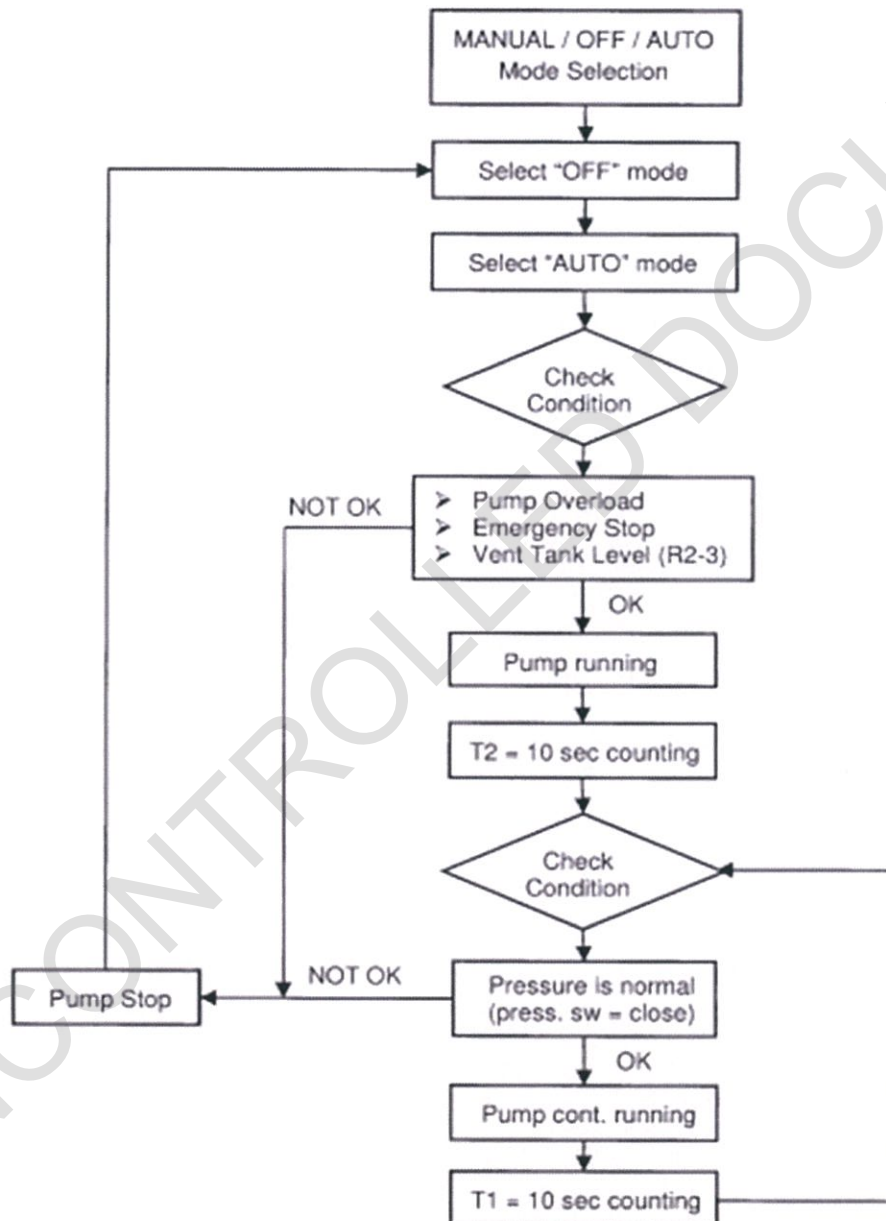 MANUAL / OFF / AUTO
Mode Selection
Select "OFF" mode
Select "AUTO" mode
Check
Condition
NOT OK
➢ Pump Overload
➢ Emergency Stop
➢ Vent Tank Level (R2-3)
OK
Pump running
T2 = 10 sec counting
Check
Condition
Pump Stop
NOT OK
Pressure is normal
(press. sw = close)
OK
Pump cont. running
T1 = 10 sec counting
CONTROLLED DOCU